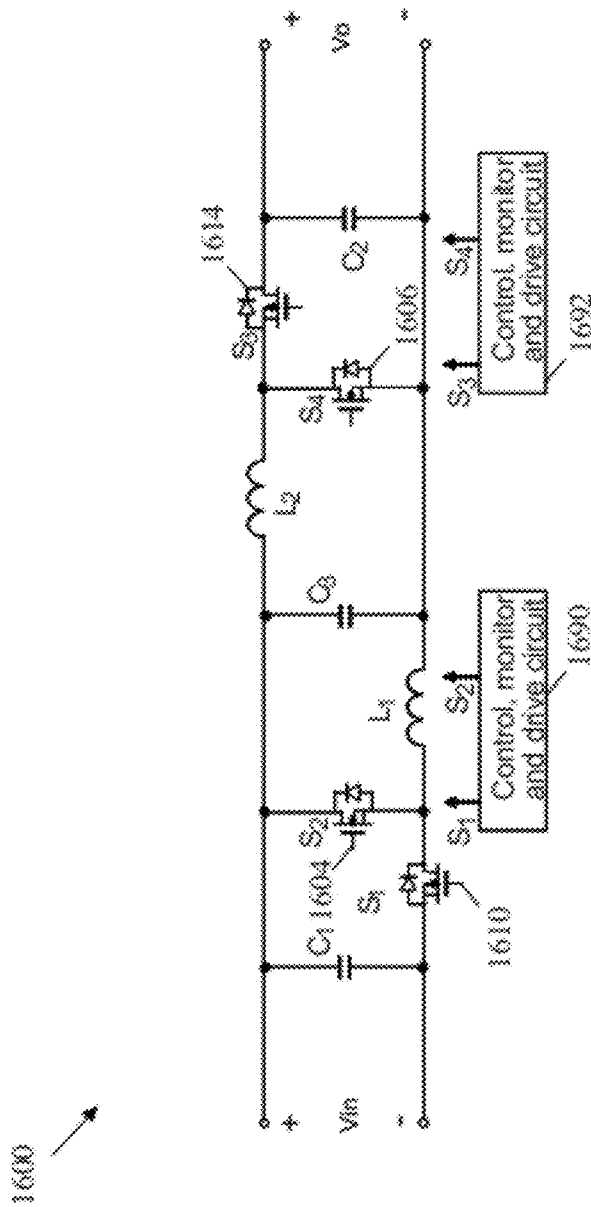 1600
+
Vin
-
C1
1604
S2
S1
1610
L1
C3
L2
S4
1606
S3
1614
C2
+
Vo
-
S1
S2
Control, monitor
and drive circuit
1690
S3
S4
Control, monitor
and drive circuit
1692